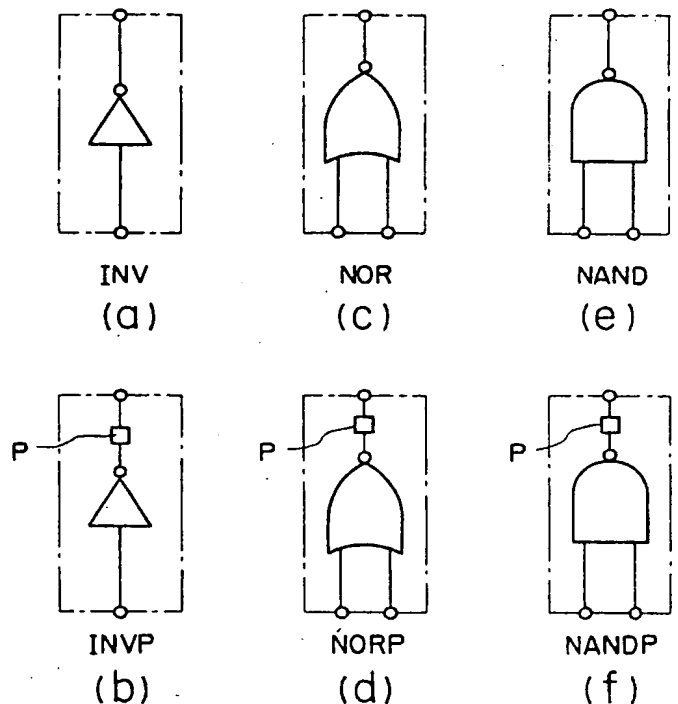 INV NOR NAND
(a) (c) (e)
P P P
INVP NORP NANDP
(b) (d) (f)